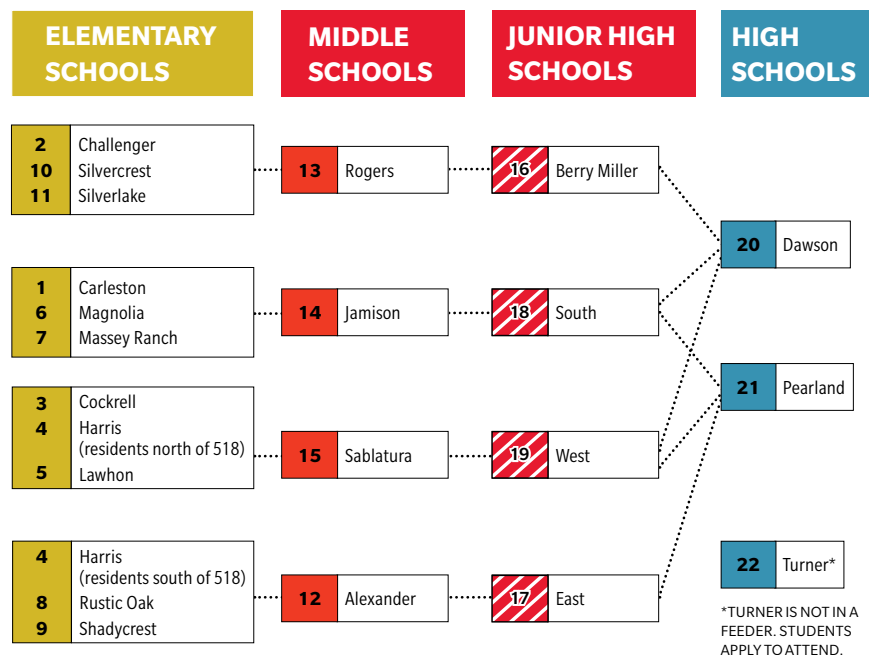 ELEMENTARY
SCHOOLS
MIDDLE
SCHOOLS
JUNIOR HIGH
SCHOOLS
HIGH
SCHOOLS
2 Challenger
10 Silvercrest
11 Silverlake
13 Rogers
16 Berry Miller
20 Dawson
1 Carleston
6 Magnolia
7 Massey Ranch
14 Jamison
18 South
21 Pearland
3 Cockrell
4 Harris
(residents north of 518)
5 Lawhon
15 Sablatura
19 West
4 Harris
(residents south of 518)
8 Rustic Oak
9 Shadycrest
12 Alexander
17 East
22 Turner*
*TURNER IS NOT IN A
FEEDER. STUDENTS
APPLY TO ATTEND.